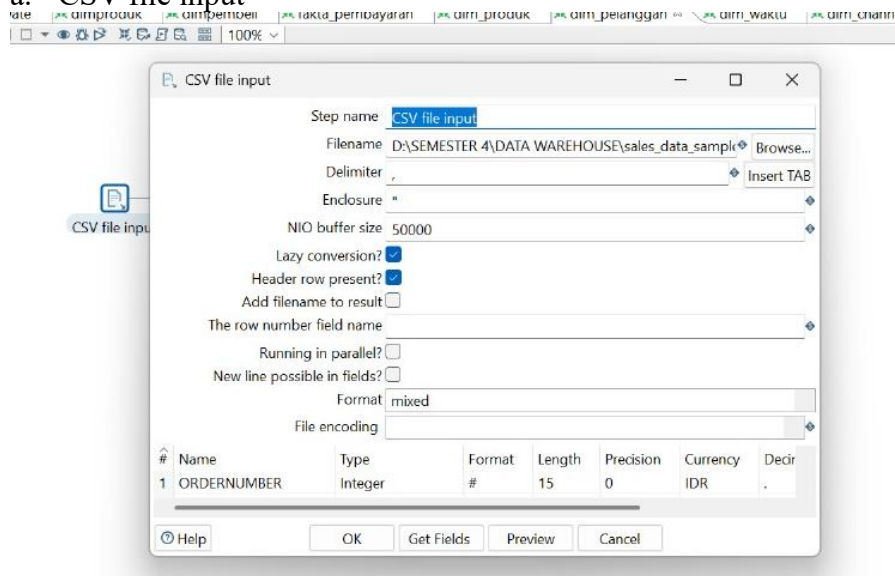 a. CSV file input
dimproduk dimpembeli fakta_pembayaran dim_produk dim_pelanggan dim_waktu
100%
CSV file input
Step name CSV file input
Filename D:\SEMESTER 4\DATA WAREHOUSE\sales_data_sample Browse...
Delimiter , Insert TAB
Enclosure "
NIO buffer size 50000
Lazy conversion?
Header row present?
Add filename to result
The row number field name
Running in parallel?
New line possible in fields?
Format mixed
File encoding
# Name Type Format Length Precision Currency Decir
1 ORDERNUMBER Integer # 15 0 IDR .
Help OK Get Fields Preview Cancel
CSV file inpu